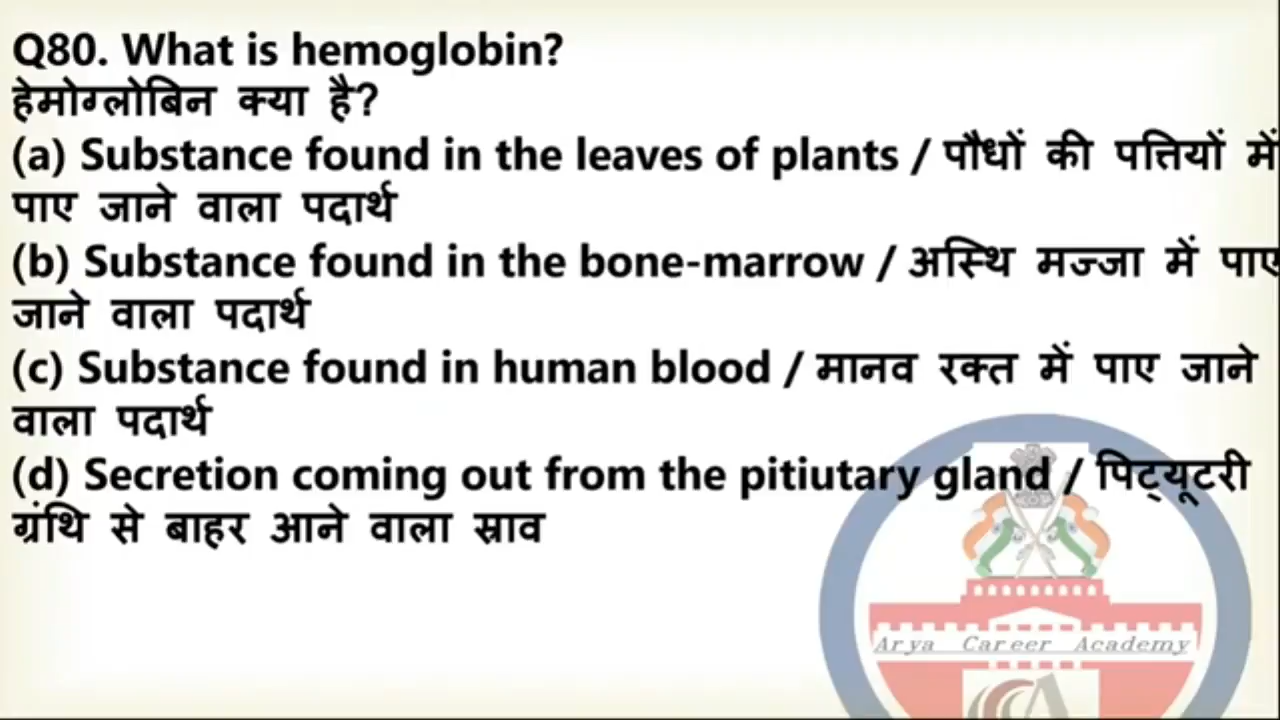 Q80. What is hemoglobin?
हेमोग्लोबिन क्या है?
(a) Substance found in the leaves of plants / पौधों की पत्तियों में
पाए जाने वाला पदार्थ
(b) Substance found in the bone-marrow / अस्थि मज्जा में पाए
जाने वाला पदार्थ
(c) Substance found in human blood / मानव रक्त में पाए जाने
वाला पदार्थ
(d) Secretion coming out from the pitiutary gland / पिट्यूटरी
ग्रंथि से बाहर आने वाला स्राव
Arya Career Academy